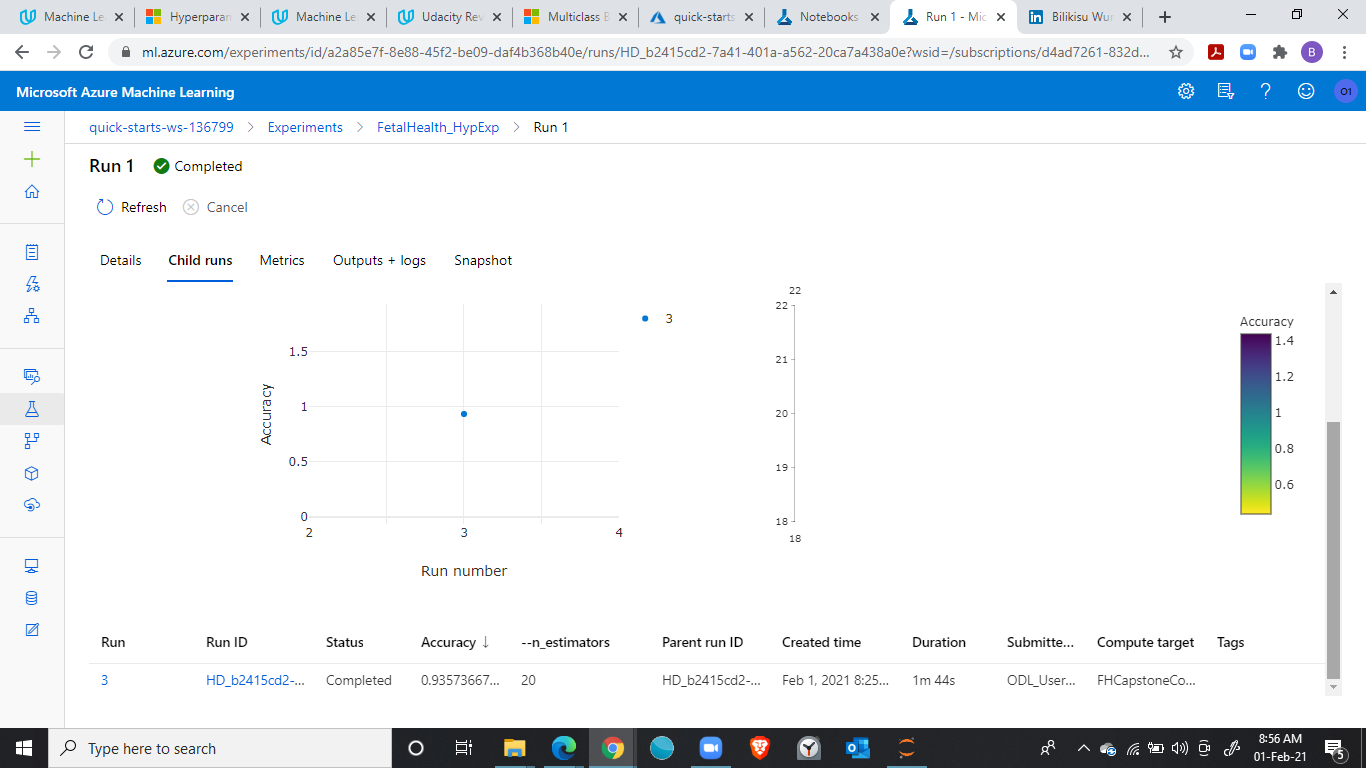 Machine Le
Hyperparan
Machine Le
Udacity Rev
Multiclass B
quick-starts
Notebooks
Run 1 - Mic
Bilikisu Wur
ml.azure.com/experiments/id/a2a85e7f-8e88-45f2-be09-daf4b368b40e/runs/HD_b2415cd2-7a41-401a-a562-20ca7a438a0e?wsid=/subscriptions/d4ad7261-832d...
B
Microsoft Azure Machine Learning
O1
quick-starts-ws-136799 > Experiments > FetalHealth_HypExp > Run 1
Run 1 Completed
Refresh Cancel
Details Child runs Metrics Outputs + logs Snapshot
1.5
1
0.5
0
2 3 4
Accuracy
Run number
3
22
22
21
20
19
18
18
Accuracy
1.4
1.2
1
0.8
0.6
Run Run ID Status Accuracy ↓ --n_estimators Parent run ID Created time Duration Submitte... Compute target Tags
3 HD_b2415cd2-... Completed 0.93573667... 20 HD_b2415cd2-... Feb 1, 2021 8:25... 1m 44s ODL_User... FHCapstoneCo...
Type here to search
8:56 AM
01-Feb-21
5